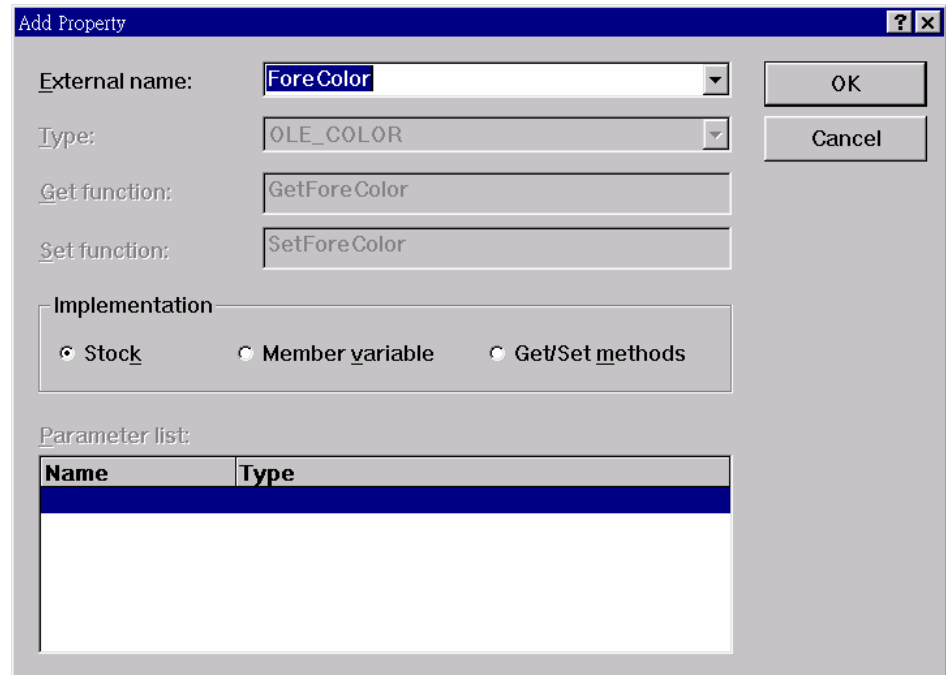 Add Property
External name: ForeColor OK
Type: OLE_COLOR Cancel
Get function: GetForeColor
Set function: SetForeColor
Implementation
Stock Member variable Get/Set methods
Parameter list:
Name Type